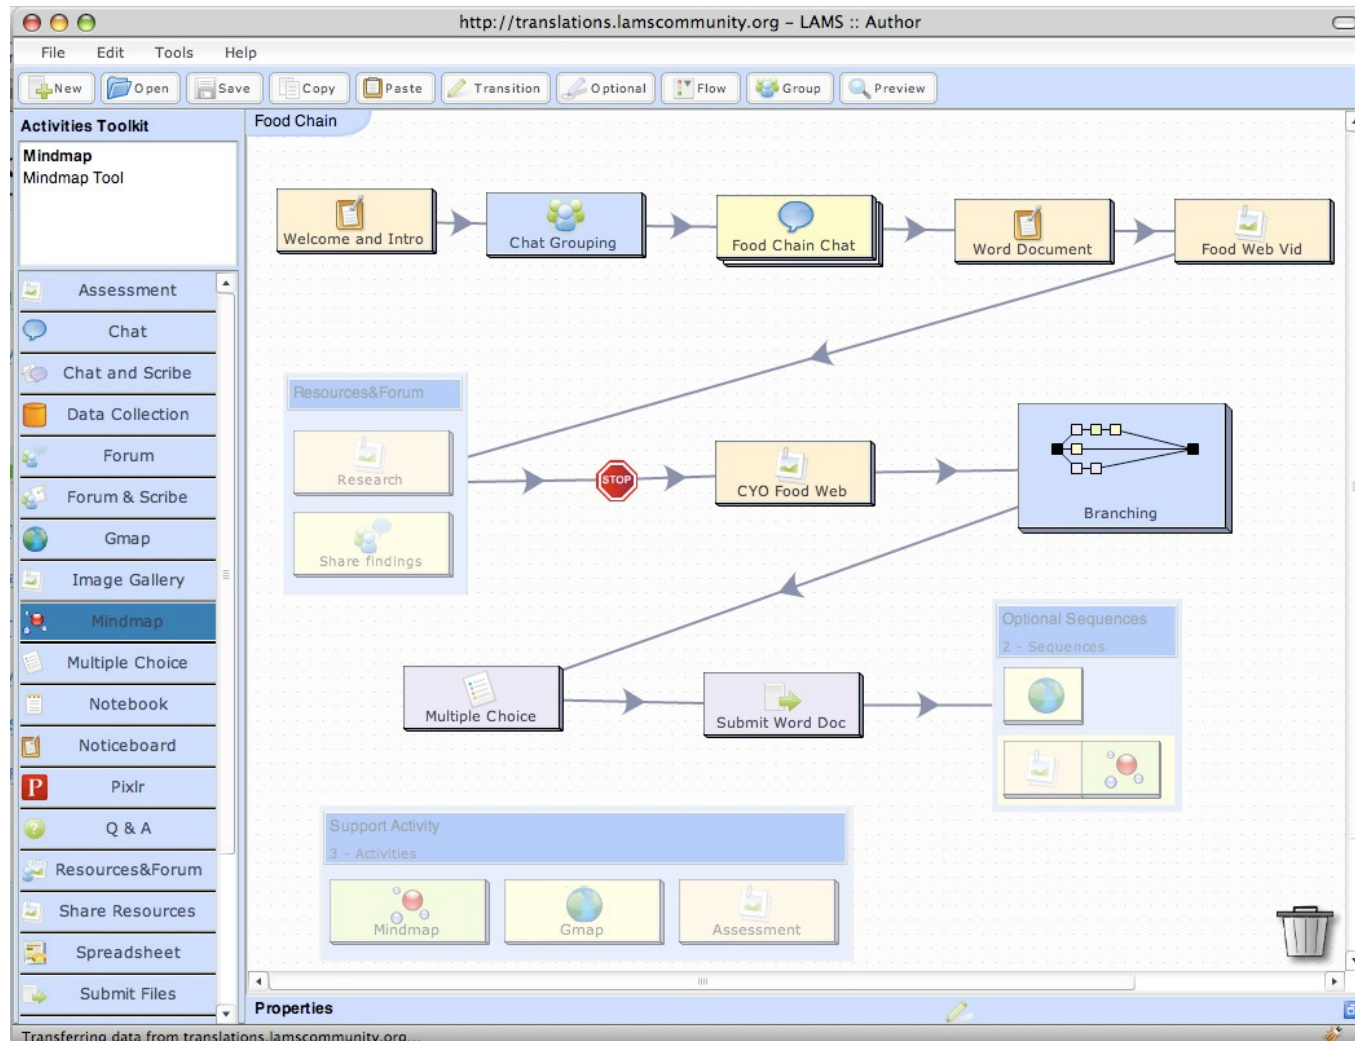 http://translations.lamscommunity.org – LAMS :: Author
File Edit Tools Help
New Open Save Copy Paste Transition Optional Flow Group Preview
Activities Toolkit
Mindmap
Mindmap Tool
Assessment
Chat
Chat and Scribe
Data Collection
Forum
Forum & Scribe
Gmap
Image Gallery
Mindmap
Multiple Choice
Notebook
Noticeboard
P Pixlr
Q & A
Resources&Forum
Share Resources
Spreadsheet
Submit Files
Food Chain
Welcome and Intro
Chat Grouping
Food Chain Chat
Word Document
Food Web Vid
Resources&Forum
Research
Share findings
STOP
CYO Food Web
Branching
Multiple Choice
Submit Word Doc
Optional Sequences
2 - Sequences
Support Activity
3 - Activities
Mindmap
Gmap
Assessment
Properties
Transferring data from translations.lamscommunity.org...